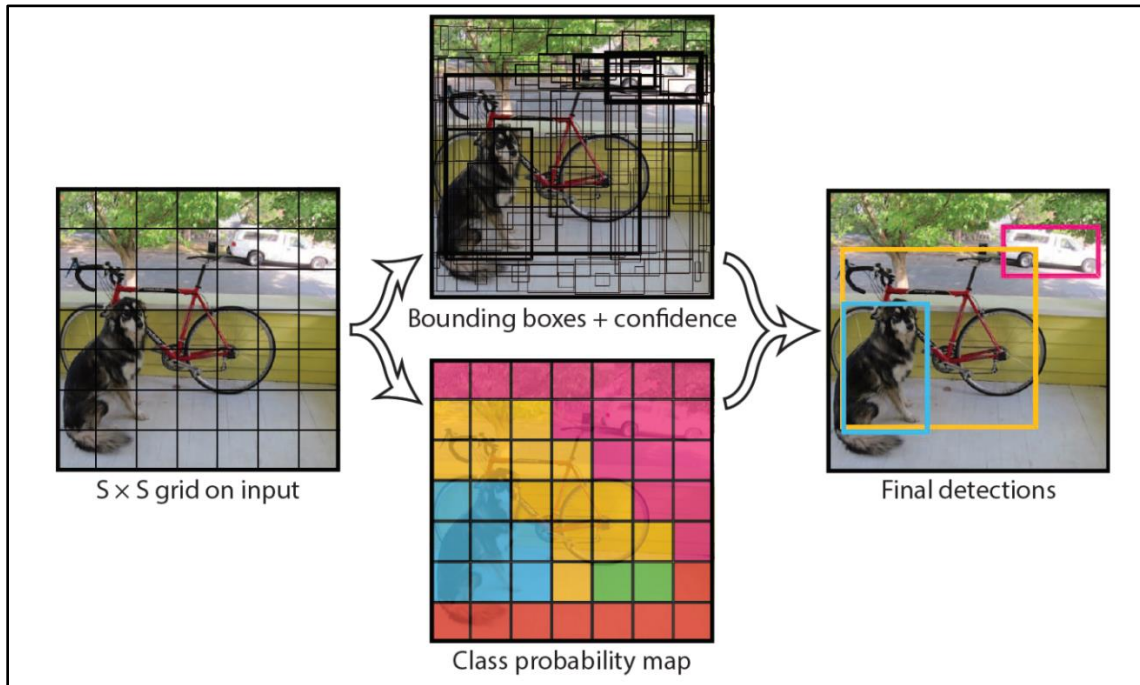 S × S grid on input
Bounding boxes + confidence
Class probability map
Final detections